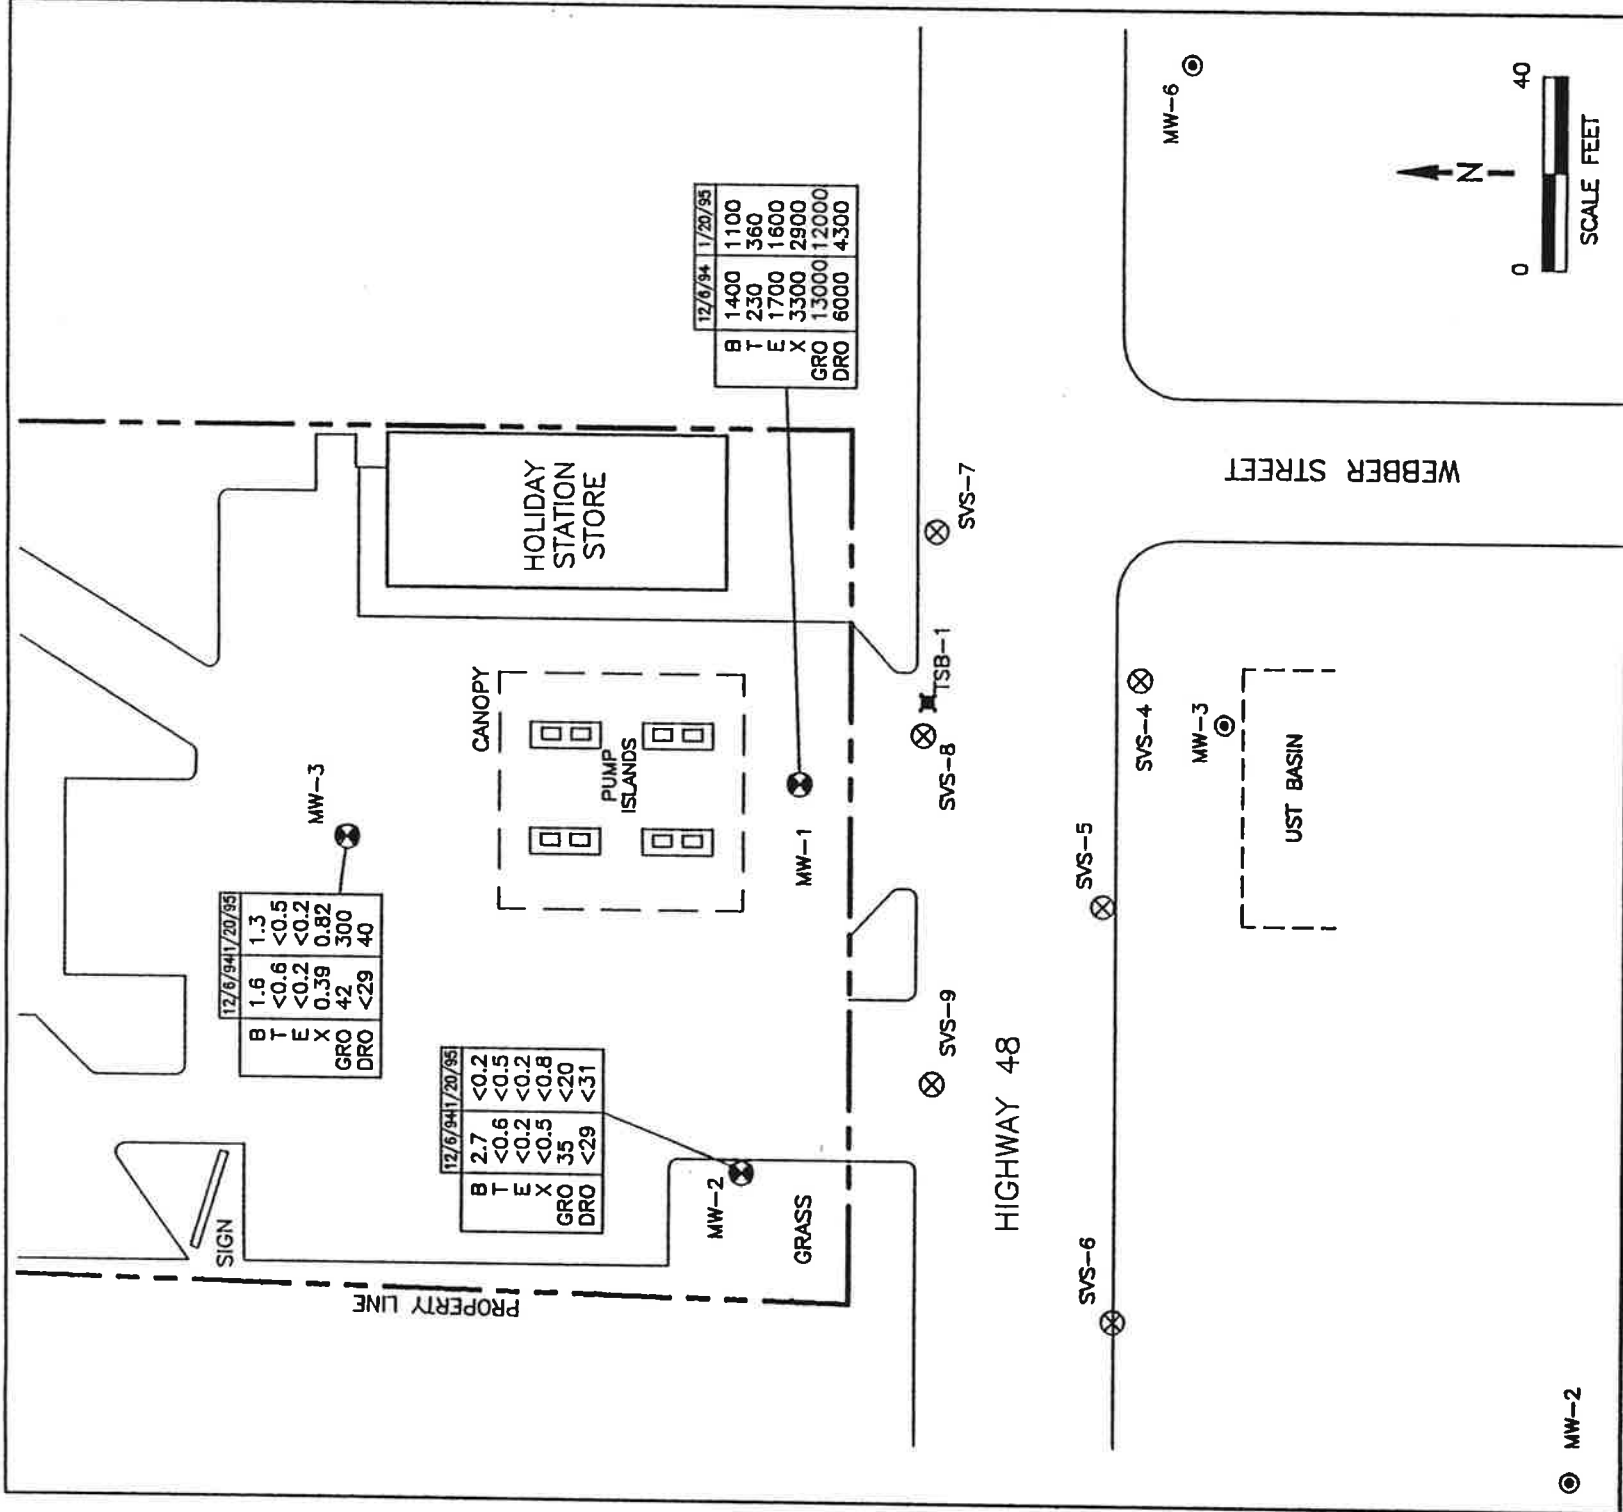 MW-6
40
0
SCALE FEET
N
12/6/94 1/20/95
B 1400 1100
T 230 360
E 1700 1600
X 3300 2900
GRO 13000 12000
DRO 6000 4300
WEBBER STREET
HOLIDAY
STATION
STORE
SVS-7
TSB-1
SVS-8
CANOPY
PUMP
ISLANDS
MW-1
SVS-4
MW-3
UST BASIN
SVS-5
MW-3
12/6/94 1/20/95
B 1.6 1.3
T <0.6 <0.5
E <0.2 <0.2
X 0.39 0.82
GRO 42 300
DRO <29 40
12/6/94 1/20/95
B 2.7 <0.2
T <0.6 <0.5
E <0.2 <0.2
X <0.5 <0.8
GRO 35 <20
DRO <29 <31
SVS-9
HIGHWAY 48
MW-2
GRASS
SIGN
PROPERTY LINE
SVS-6
MW-2